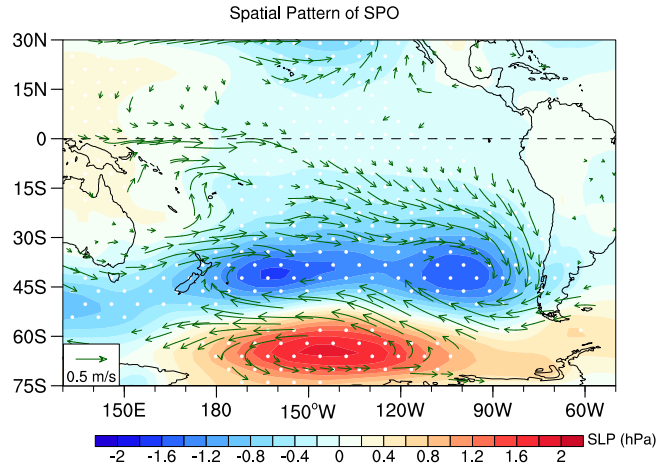 Spatial Pattern of SPO
30N
15N
0
15S
30S
45S
60S
75S
0.5 m/s
150E 180 150°W 120W 90W 60W
-2 -1.6 -1.2 -0.8 -0.4 0 0.4 0.8 1.2 1.6 2 SLP (hPa)